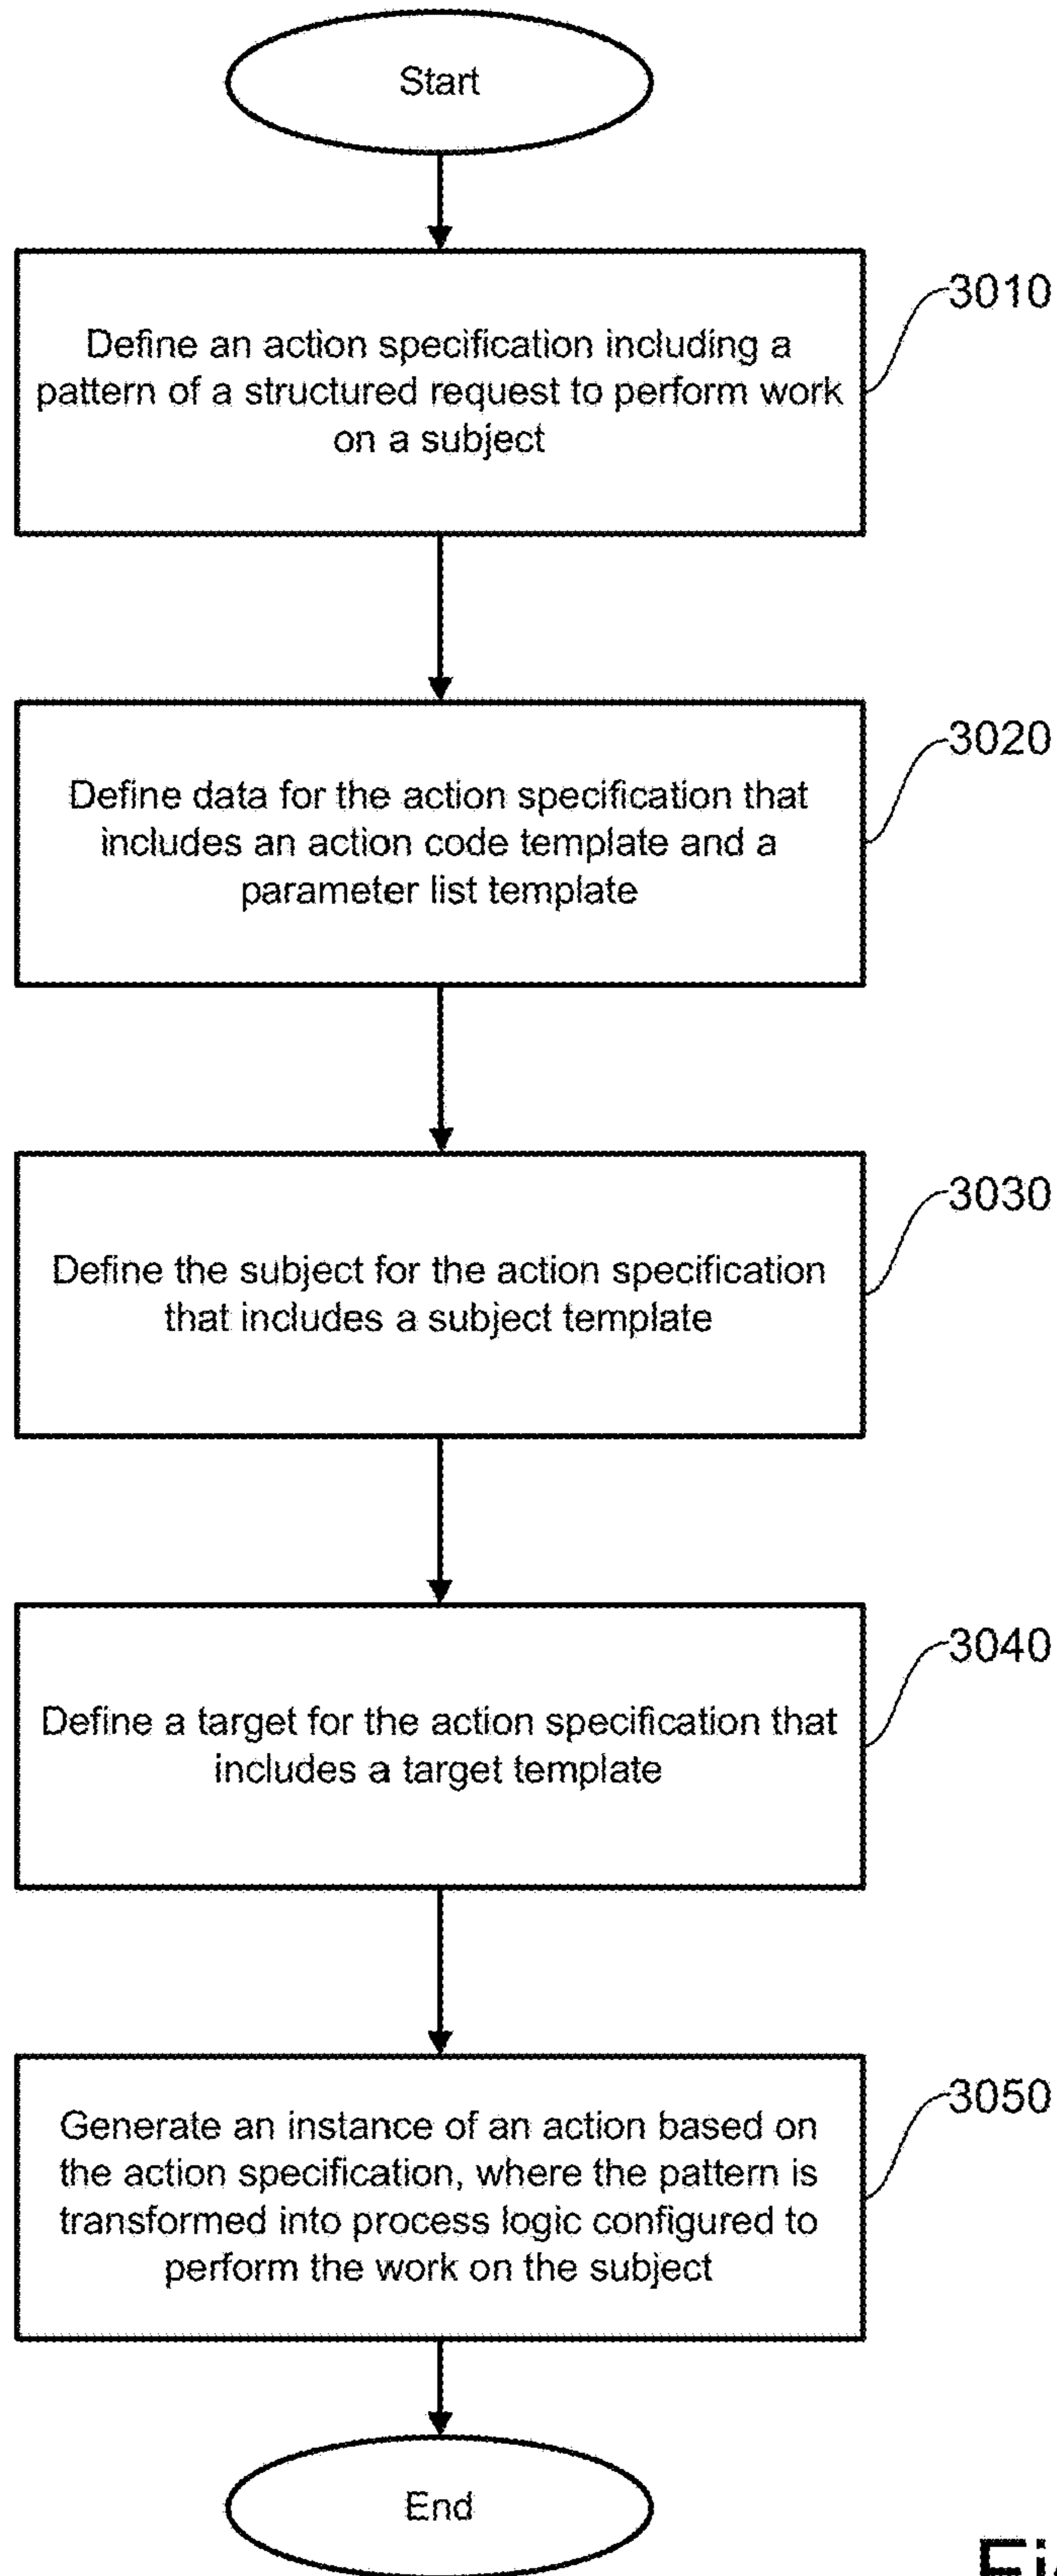 Start
3010
Define an action specification including a
pattern of a structured request to perform work
on a subject
3020
Define data for the action specification that
includes an action code template and a
parameter list template
3030
Define the subject for the action specification
that includes a subject template
3040
Define a target for the action specification that
includes a target template
3050
Generate an instance of an action based on
the action specification, where the pattern is
transformed into process logic configured to
perform the work on the subject
End